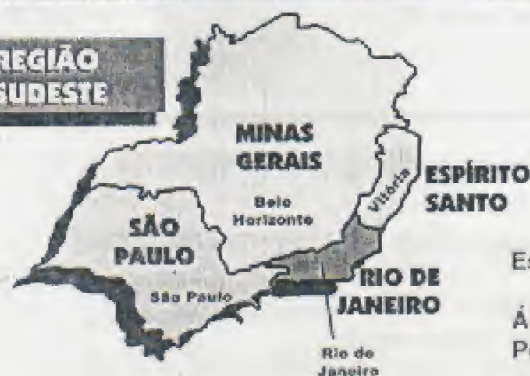 REGIÃO
SUDESTE
MINAS
GERAIS
Belo
Horizonte
Vitória
ESPÍRITO
SANTO
SÃO
PAULO
São Paulo
RIO DE
JANEIRO
Rio de
Janeiro